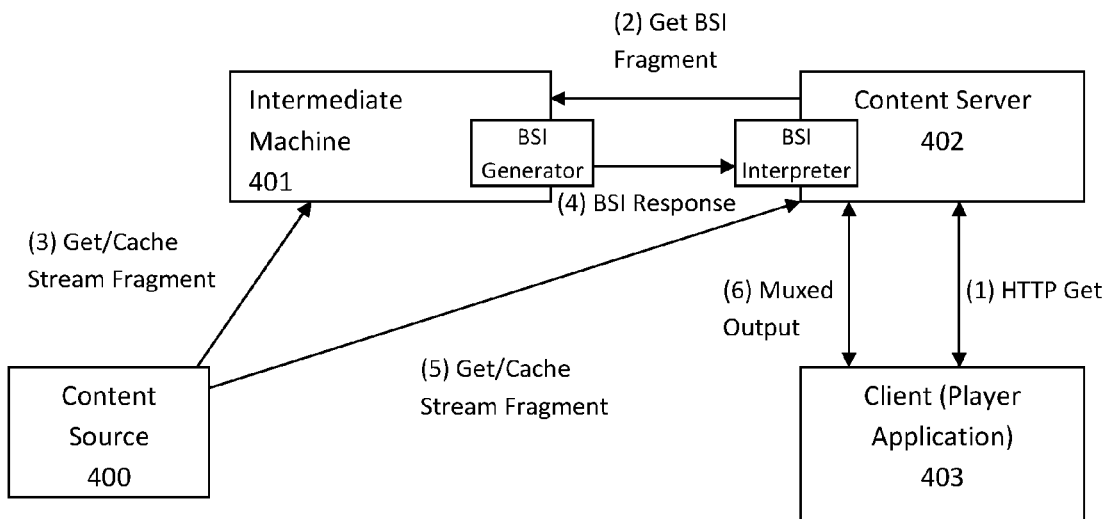 (2) Get BSI
Fragment
Intermediate
Machine
401
BSI
Generator
Content Server
402
BSI
Interpreter
(4) BSI Response
(3) Get/Cache
Stream Fragment
(6) Muxed
Output
(1) HTTP Get
(5) Get/Cache
Stream Fragment
Content
Source
400
Client (Player
Application)
403